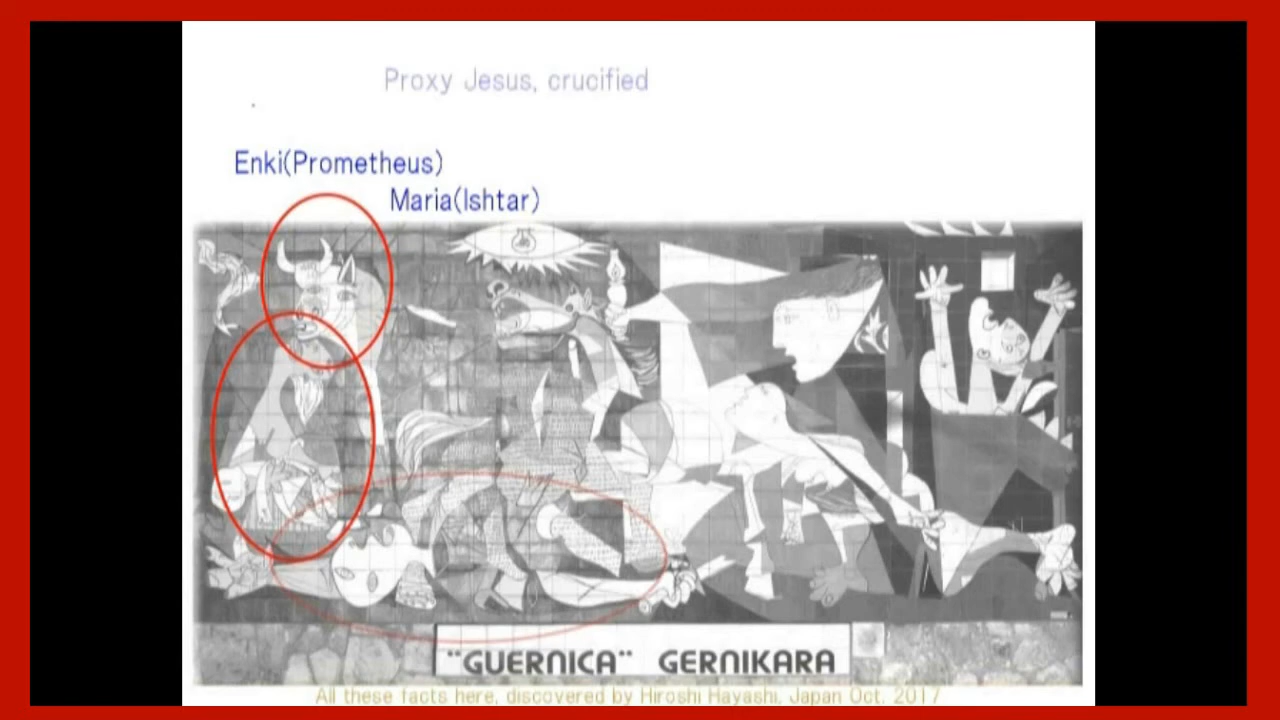 Proxy Jesus, crucified
Enki(Prometheus)
Maria(Ishtar)
"GUERNICA" GERNIKARA
All these facts here, discovered by Hiroshi Hayashi, Japan Oct. 2017